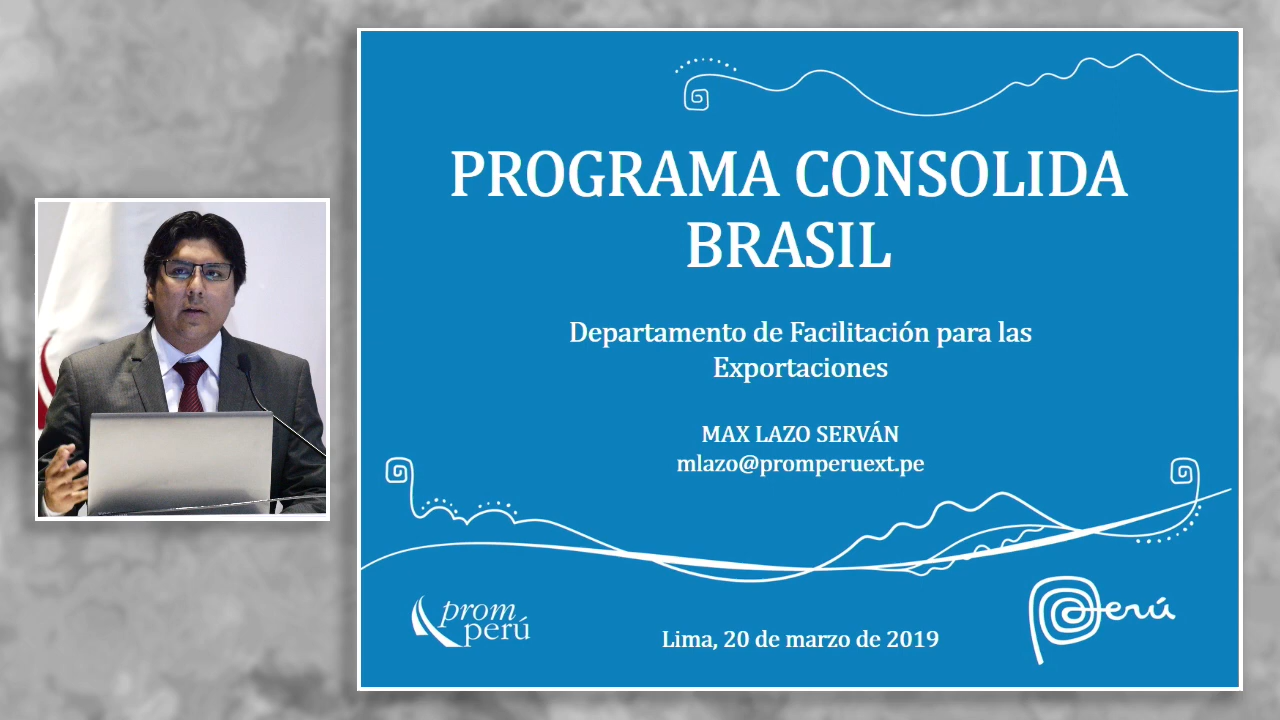 PROGRAMA CONSOLIDA
BRASIL
Departamento de Facilitación para las
Exportaciones
MAX LAZO SERVÁN
mlazo@promperuext.pe
prom
perú
Lima, 20 de marzo de 2019
Perú